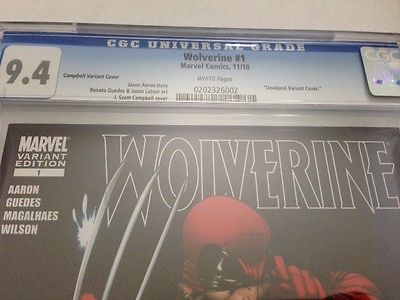 CGC UNIVERSAL GRADE
9.4
Wolverine #1
Marvel Comics, 11/10
Campbell Variant Cover
WHITE Pages
Jason Aaron story
Renato Guedes & Jason Latour art
J. Scott Campbell cover
0202326002
"Deadpool Variant Cover."
CGC
MARVEL
VARIANT
EDITION
1
WOLVERINE
AARON
GUEDES
MAGALHAES
WILSON